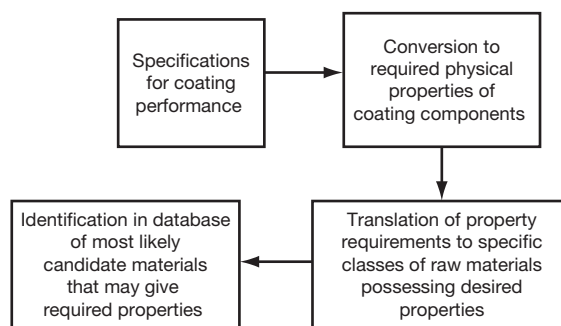 Specifications
for coating
performance
Conversion to
required physical
properties of
coating components
Identification in database
of most likely
candidate materials
that may give
required properties
Translation of property
requirements to specific
classes of raw materials
possessing desired
properties